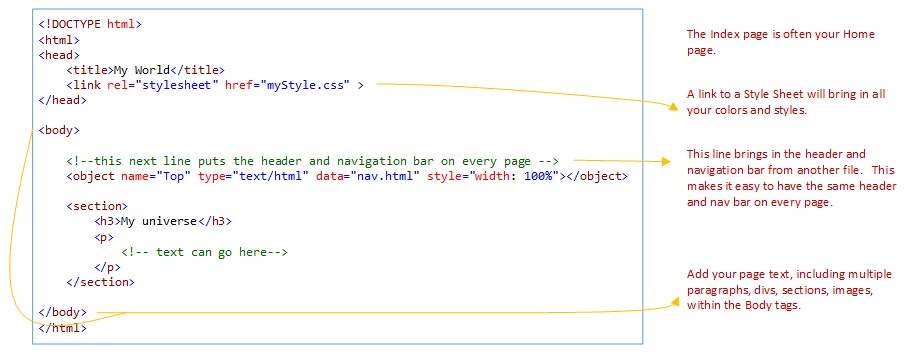 <!DOCTYPE html>
<html>
<head>
    <title>My World</title>
    <link rel="stylesheet" href="myStyle.css" >
</head>
<body>
    <!--this next line puts the header and navigation bar on every page -->
    <object name="Top" type="text/html" data="nav.html" style="width: 100%"></object>
    <section>
        <h3>My universe</h3>
        <p>
            <!-- text can go here-->
        </p>
    </section>
</body>
</html>
The Index page is often your Home
page.
A link to a Style Sheet will bring in all
your colors and styles.
This line brings in the header and
navigation bar from another file.  This
makes it easy to have the same header
and nav bar on every page.
Add your page text, including multiple
paragraphs, divs, sections, images,
within the Body tags.